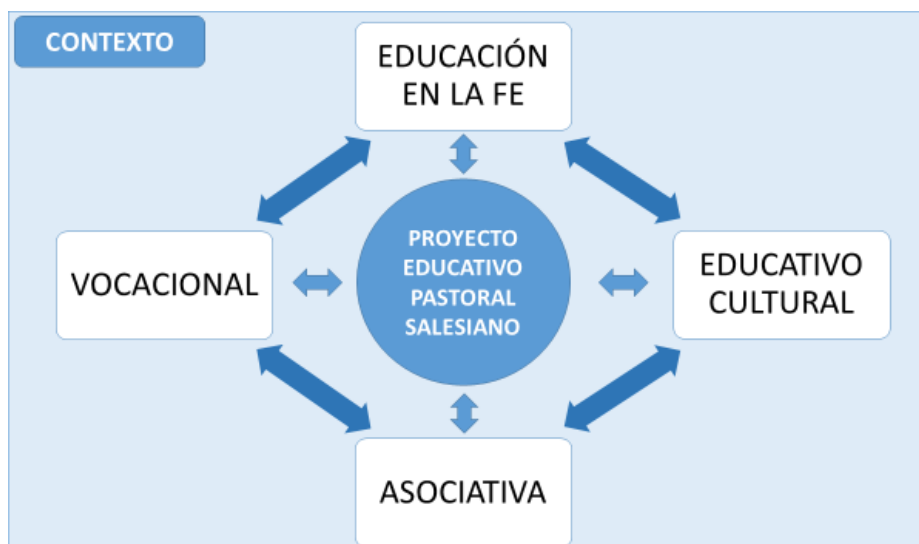 CONTEXTO
EDUCACIÓN
EN LA FE
PROYECTO
EDUCATIVO
PASTORAL
SALESIANO
VOCACIONAL
EDUCATIVO
CULTURAL
ASOCIATIVA